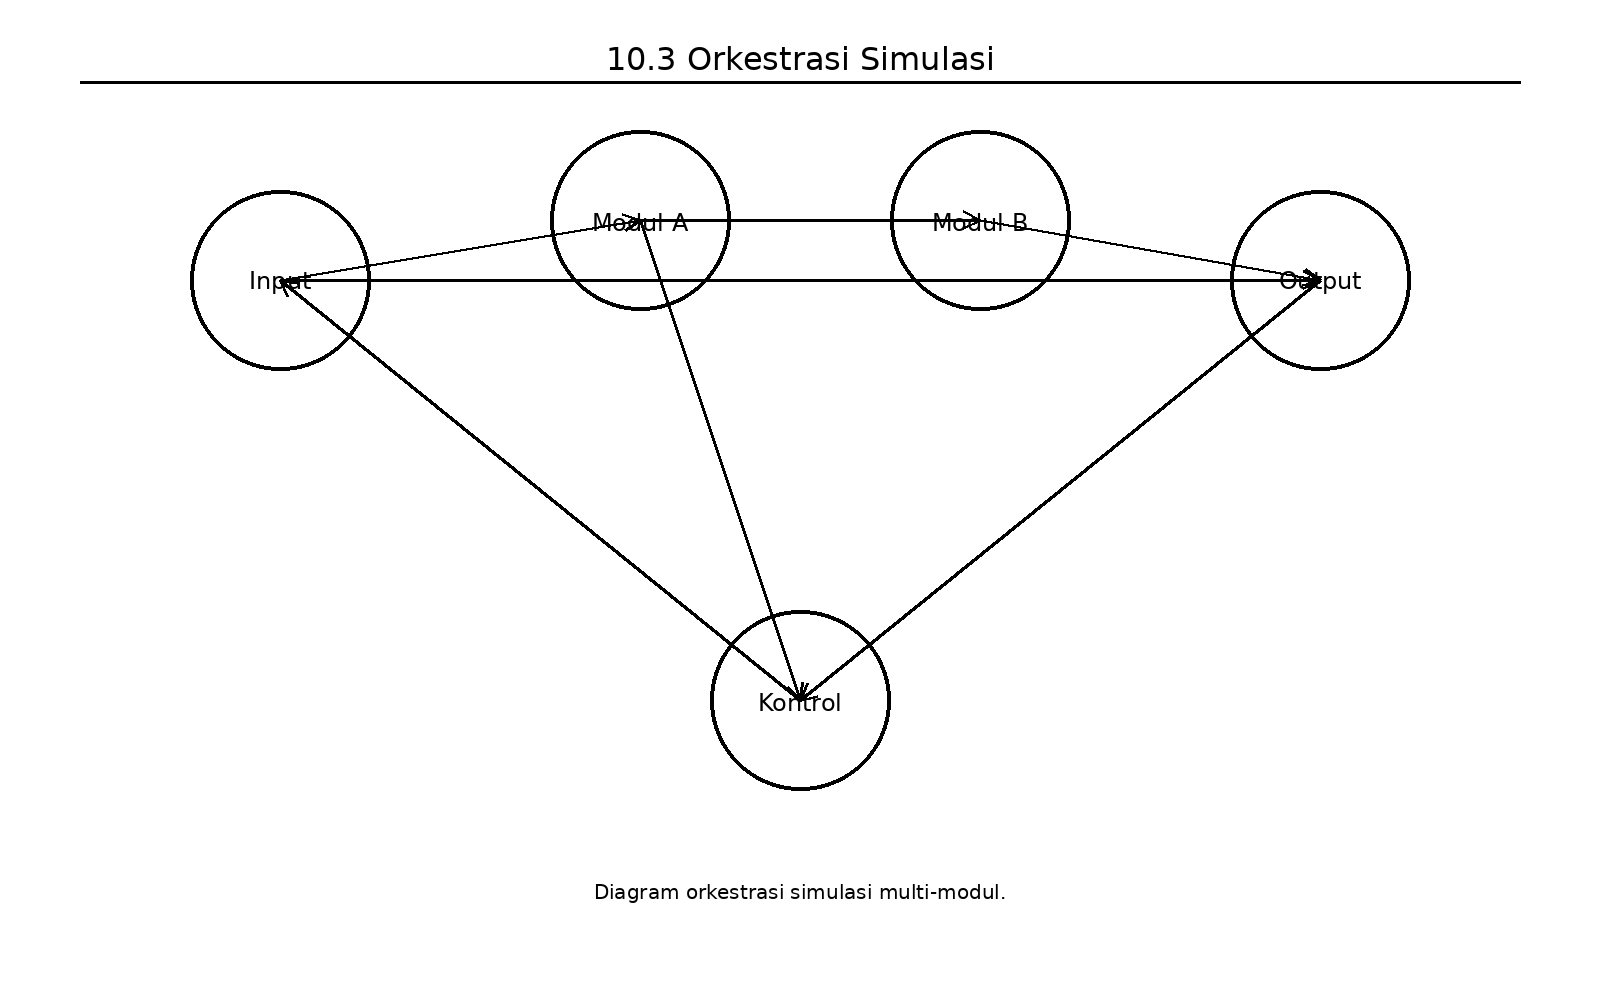 10.3 Orkestrasi Simulasi
Modul A
Modul B
Input
Output
Kontrol
Diagram orkestrasi simulasi multi-modul.